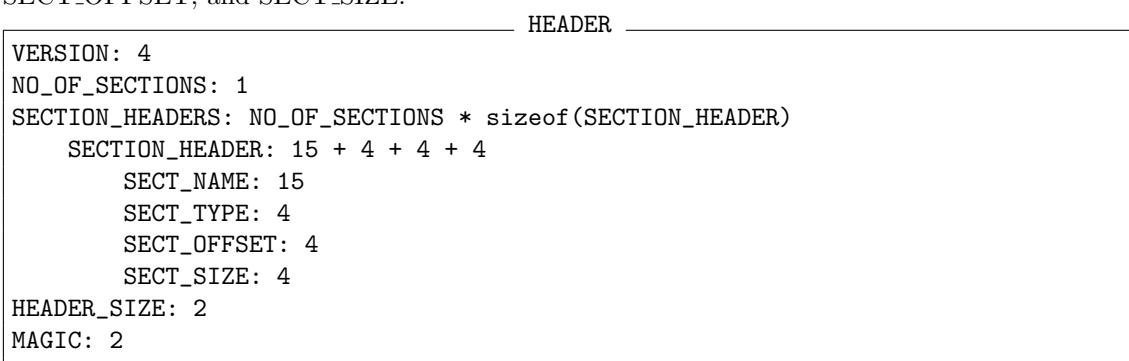 SECT_OFFSET, and SECT_SIZE.
HEADER
VERSION: 4
NO_OF_SECTIONS: 1
SECTION_HEADERS: NO_OF_SECTIONS * sizeof(SECTION_HEADER)
SECTION_HEADER: 15 + 4 + 4 + 4
SECT_NAME: 15
SECT_TYPE: 4
SECT_OFFSET: 4
SECT_SIZE: 4
HEADER_SIZE: 2
MAGIC: 2